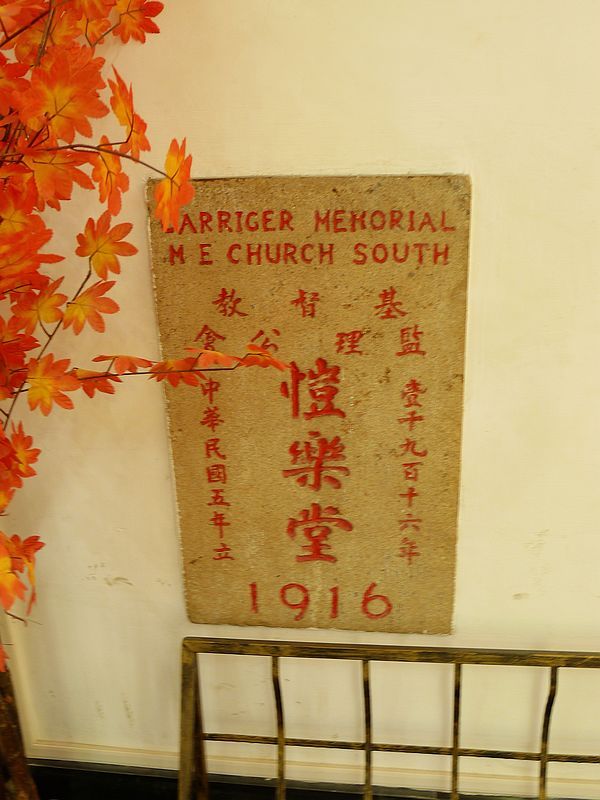 CARRIGER MEMORIAL
M E CHURCH SOUTH
基督教
監理公會
壹千九百十六年
愷樂堂
中華民國五年立
1916